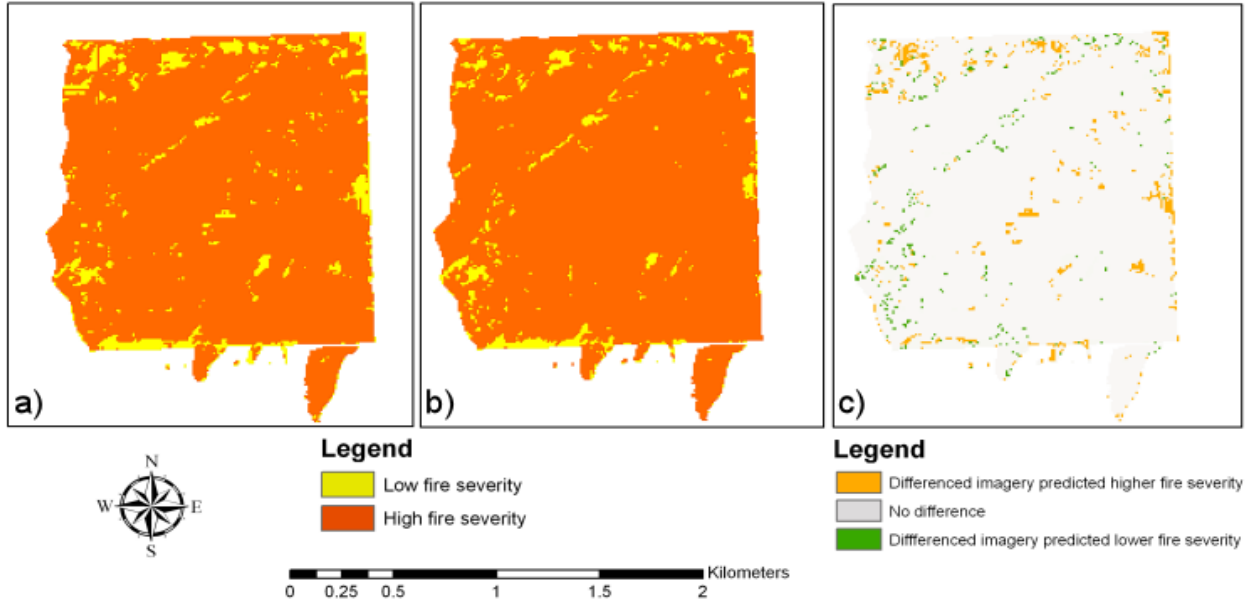 a)
b)
c)
N
W E
S
Legend
Low fire severity
High fire severity
Legend
Differenced imagery predicted higher fire severity
No difference
Diffferenced imagery predicted lower fire severity
Kilometers
0 0.25 0.5 1 1.5 2